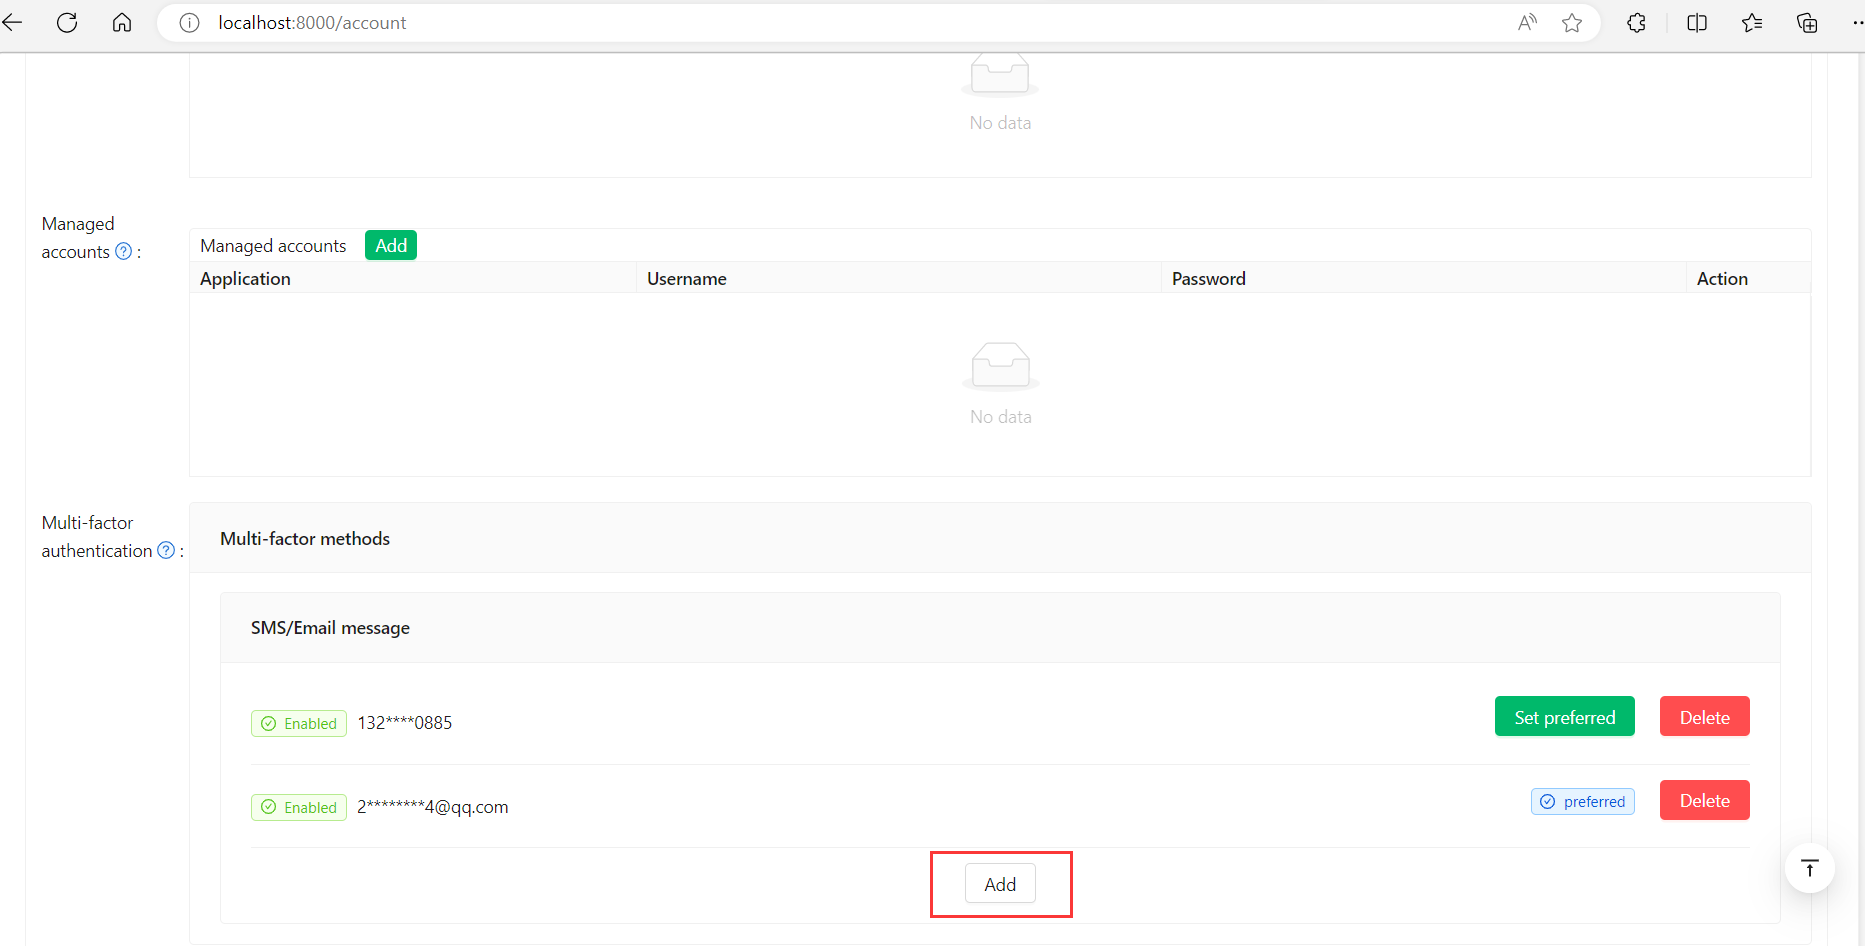 localhost:8000/account
No data
Managed accounts :
Managed accounts Add
Application Username Password Action
No data
Multi-factor authentication :
Multi-factor methods
SMS/Email message
Enabled 132****0885 Set preferred Delete
Enabled 2********4@qq.com preferred Delete
Add